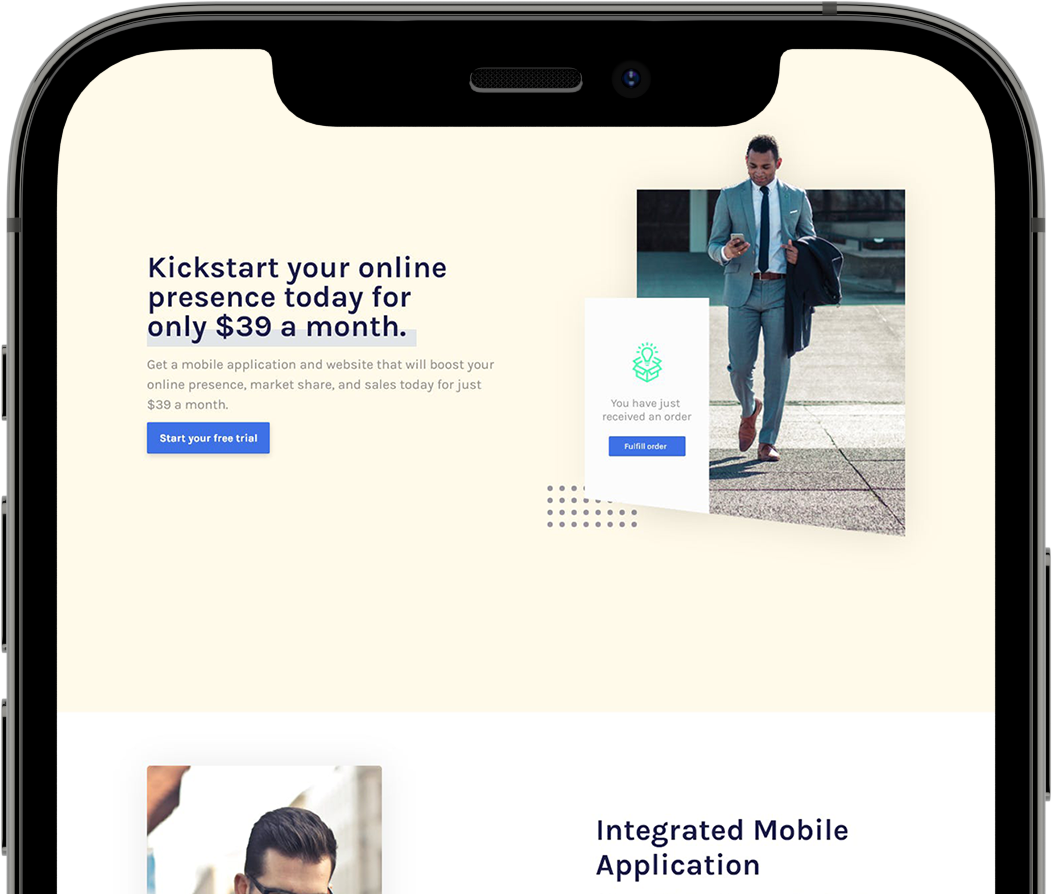 Kickstart your online
presence today for
only $39 a month.
Get a mobile application and website that will boost your
online presence, market share, and sales today for just
$39 a month.
Start your free trial
You have just
received an order
Fulfill order
Integrated Mobile
Application